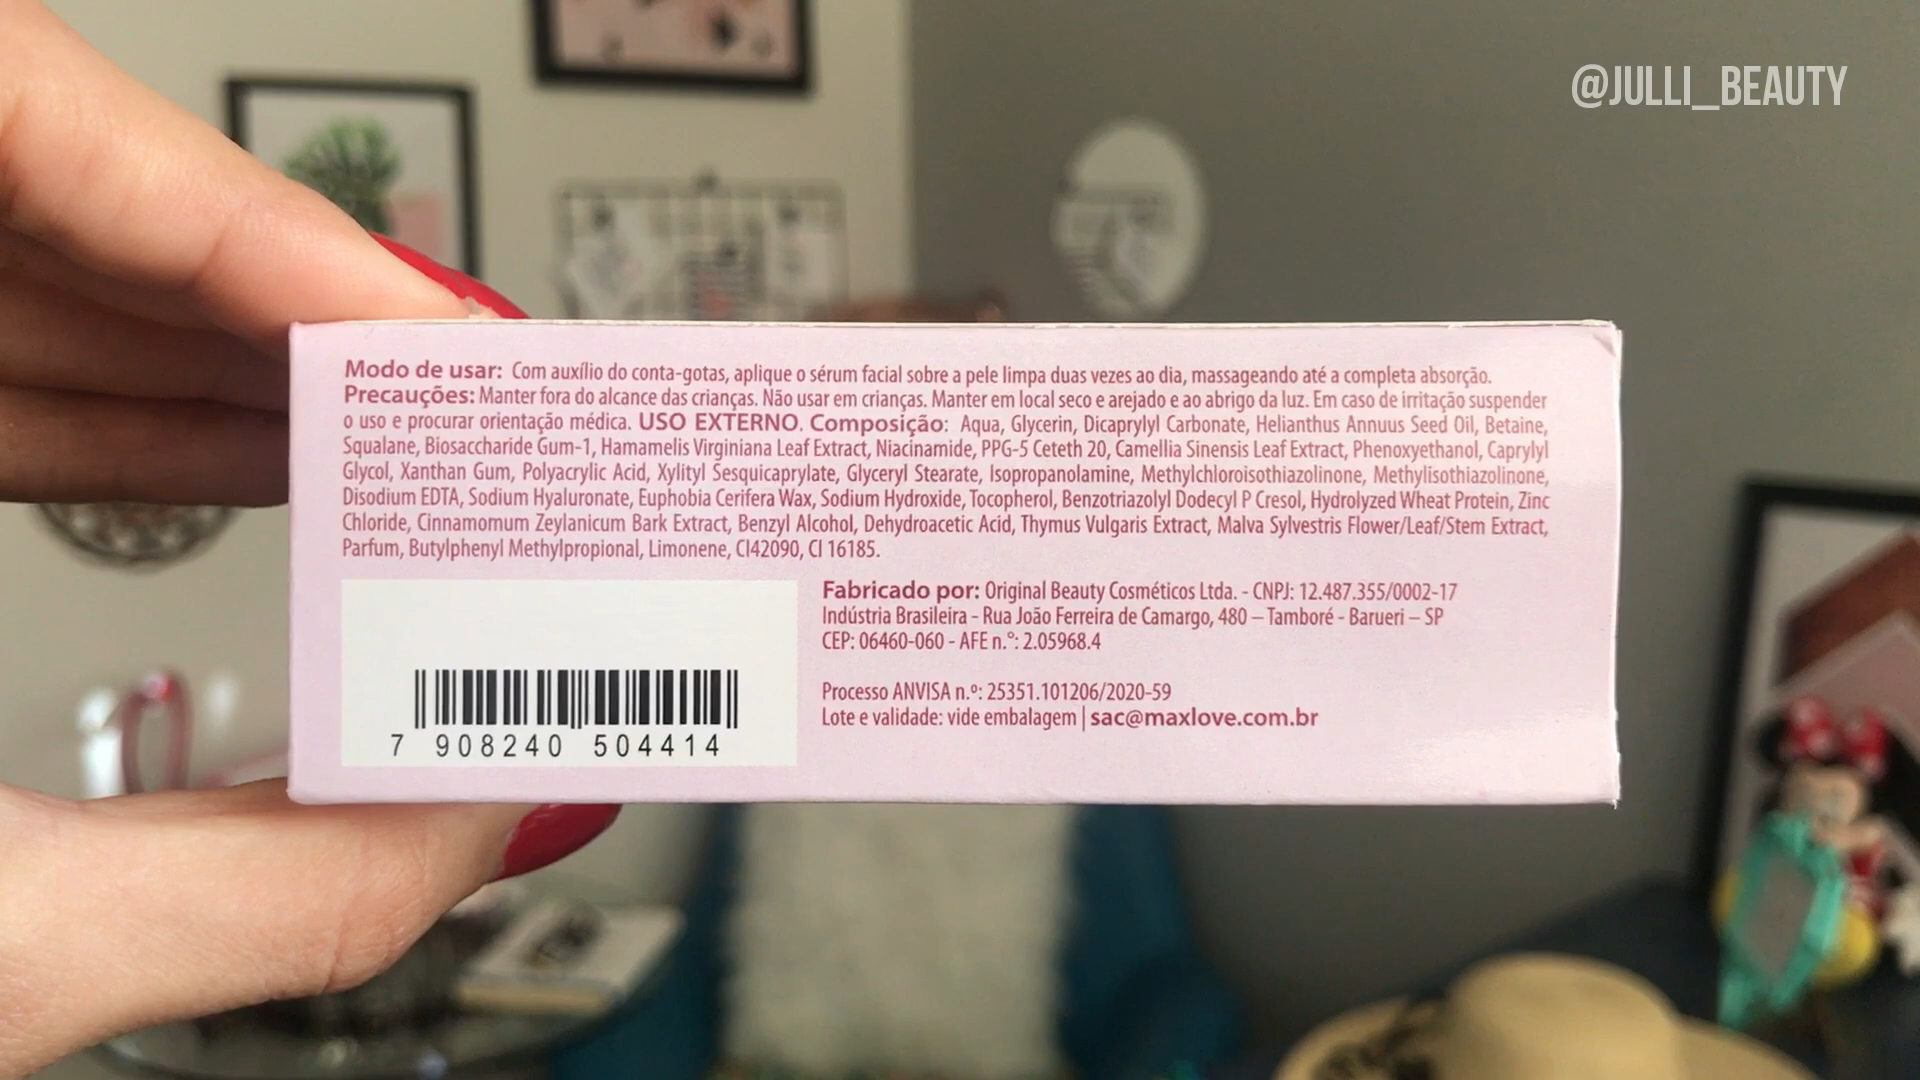 @JULLI_BEAUTY
Modo de usar: Com auxílio do conta-gotas, aplique o sérum facial sobre a pele limpa duas vezes ao dia, massageando até a completa absorção.
Precauções: Manter fora do alcance das crianças. Não usar em crianças. Manter em local seco e arejado e ao abrigo da luz. Em caso de irritação suspender
o uso e procurar orientação médica. USO EXTERNO. Composição: Aqua, Glycerin, Dicaprylyl Carbonate, Helianthus Annuus Seed Oil, Betaine,
Squalane, Biosaccharide Gum-1, Hamamelis Virginiana Leaf Extract, Niacinamide, PPG-5 Ceteth 20, Camellia Sinensis Leaf Extract, Phenoxyethanol, Caprylyl
Glycol, Xanthan Gum, Polyacrylic Acid, Xylityl Sesquicaprylate, Glyceryl Stearate, Isopropanolamine, Methylchloroisothiazolinone, Methylisothiazolinone,
Disodium EDTA, Sodium Hyaluronate, Euphobia Cerifera Wax, Sodium Hydroxide, Tocopherol, Benzotriazolyl Dodecyl P Cresol, Hydrolyzed Wheat Protein, Zinc
Chloride, Cinnamomum Zeylanicum Bark Extract, Benzyl Alcohol, Dehydroacetic Acid, Thymus Vulgaris Extract, Malva Sylvestris Flower/Leaf/Stem Extract,
Parfum, Butylphenyl Methylpropional, Limonene, CI42090, CI 16185.
Fabricado por: Original Beauty Cosméticos Ltda. - CNPJ: 12.487.355/0002-17
Indústria Brasileira - Rua João Ferreira de Camargo, 480 – Tamboré - Barueri – SP
CEP: 06460-060 - AFE n.º: 2.05968.4
Processo ANVISA n.º: 25351.101206/2020-59
Lote e validade: vide embalagem | sac@maxlove.com.br
7 908240 504414